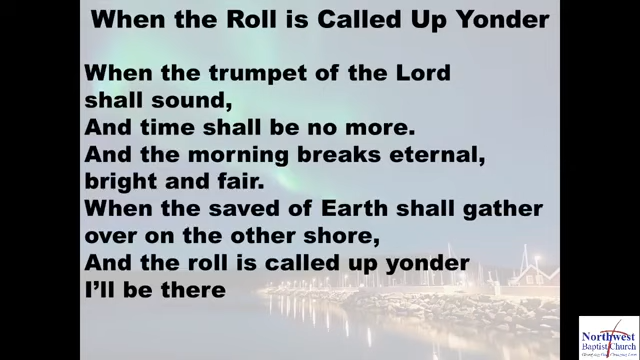 When the Roll is Called Up Yonder
When the trumpet of the Lord
shall sound,
And time shall be no more.
And the morning breaks eternal,
bright and fair.
When the saved of Earth shall gather
over on the other shore,
And the roll is called up yonder
I'll be there
Northwest
Baptist Church